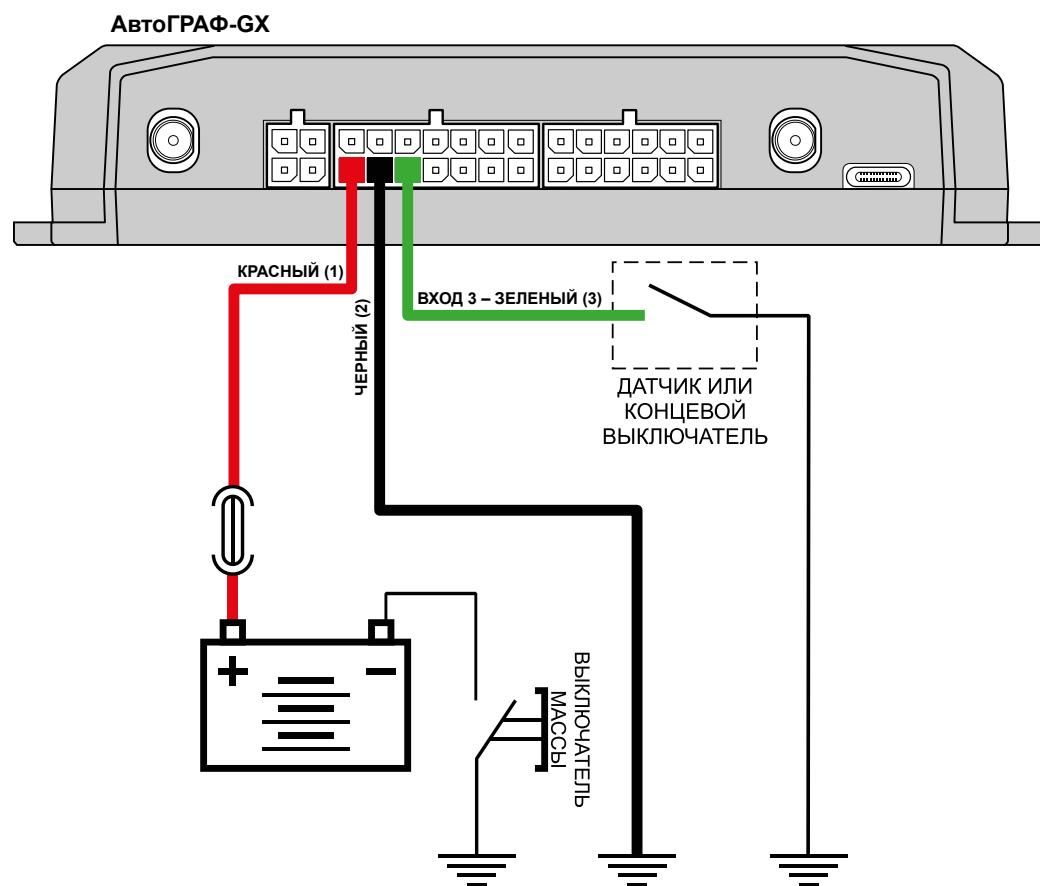 АвтоГРАФ-GX
КРАСНЫЙ (1)
ЧЕРНЫЙ (2)
ВХОД 3 – ЗЕЛЕНЫЙ (3)
ДАТЧИК ИЛИ
КОНЦЕВОЙ
ВЫКЛЮЧАТЕЛЬ
+
–
ВЫКЛЮЧАТЕЛЬ
МАССЫ